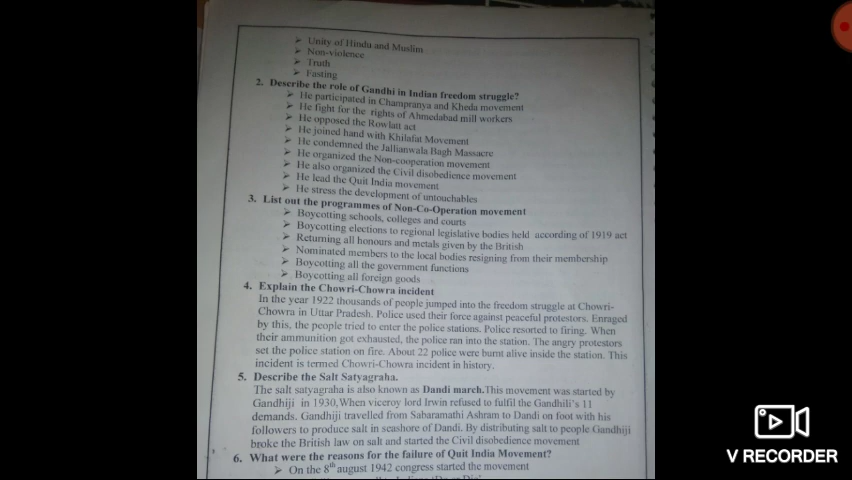 ➢ Unity of Hindu and Muslim
➢ Non-violence
➢ Truth
➢ Fasting
2. Describe the role of Gandhi in Indian freedom struggle?
➢ He participated in Champranya and Kheda movement
➢ He fight for the rights of Ahmedabad mill workers
➢ He opposed the Rowlatt act
➢ He joined hand with Khilafat Movement
➢ He condemned the Jallianwala Bagh Massacre
➢ He organized the Non-cooperation movement
➢ He also organized the Civil disobedience movement
➢ He lead the Quit India movement
➢ He stress the development of untouchables
3. List out the programmes of Non-Co-Operation movement
➢ Boycotting schools, colleges and courts
➢ Boycotting elections to regional legislative bodies held according of 1919 act
➢ Returning all honours and metals given by the British
➢ Nominated members to the local bodies resigning from their membership
➢ Boycotting all the government functions
➢ Boycotting all foreign goods
4. Explain the Chowri-Chowra incident
In the year 1922 thousands of people jumped into the freedom struggle at Chowri-
Chowra in Uttar Pradesh. Police used their force against peaceful protestors. Enraged
by this, the people tried to enter the police stations. Police resorted to firing. When
their ammunition got exhausted, the police ran into the station. The angry protestors
set the police station on fire. About 22 police were burnt alive inside the station. This
incident is termed Chowri-Chowra incident in history.
5. Describe the Salt Satyagraha.
The salt satyagraha is also known as Dandi march.This movement was started by
Gandhiji in 1930,When viceroy lord Irwin refused to fulfil the Gandhili's 11
demands. Gandhiji travelled from Sabaramathi Ashram to Dandi on foot with his
followers to produce salt in seashore of Dandi. By distributing salt to people Gandhiji
broke the British law on salt and started the Civil disobedience movement
6. What were the reasons for the failure of Quit India Movement?
➢ On the 8th august 1942 congress started the movement
V RECORDER